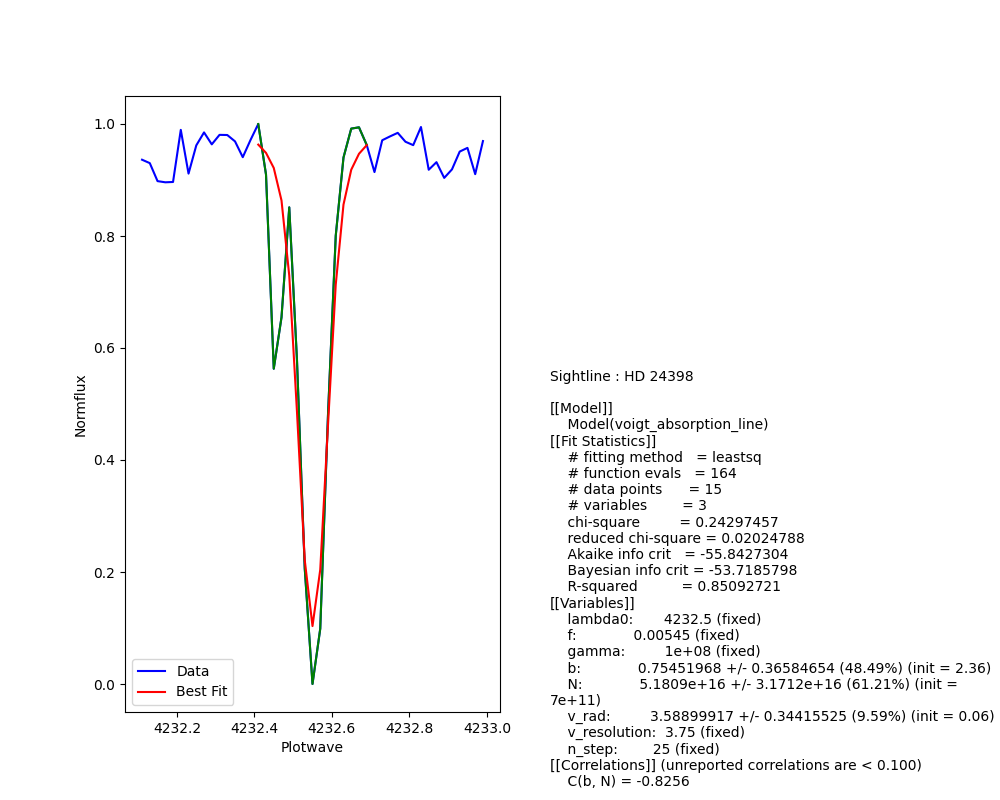 1.0
0.8
0.6
0.4
0.2
0.0
Normflux
Data
Best Fit
4232.2 4232.4 4232.6 4232.8 4233.0
Plotwave
Sightline : HD 24398
[[Model]]
Model(voigt_absorption_line)
[[Fit Statistics]]
# fitting method = leastsq
# function evals = 164
# data points = 15
# variables = 3
chi-square = 0.24297457
reduced chi-square = 0.02024788
Akaike info crit = -55.8427304
Bayesian info crit = -53.7185798
R-squared = 0.85092721
[[Variables]]
lambda0: 4232.5 (fixed)
f: 0.00545 (fixed)
gamma: 1e+08 (fixed)
b: 0.75451968 +/- 0.36584654 (48.49%) (init = 2.36)
N: 5.1809e+16 +/- 3.1712e+16 (61.21%) (init =
7e+11)
v_rad: 3.58899917 +/- 0.34415525 (9.59%) (init = 0.06)
v_resolution: 3.75 (fixed)
n_step: 25 (fixed)
[[Correlations]] (unreported correlations are < 0.100)
C(b, N) = -0.8256